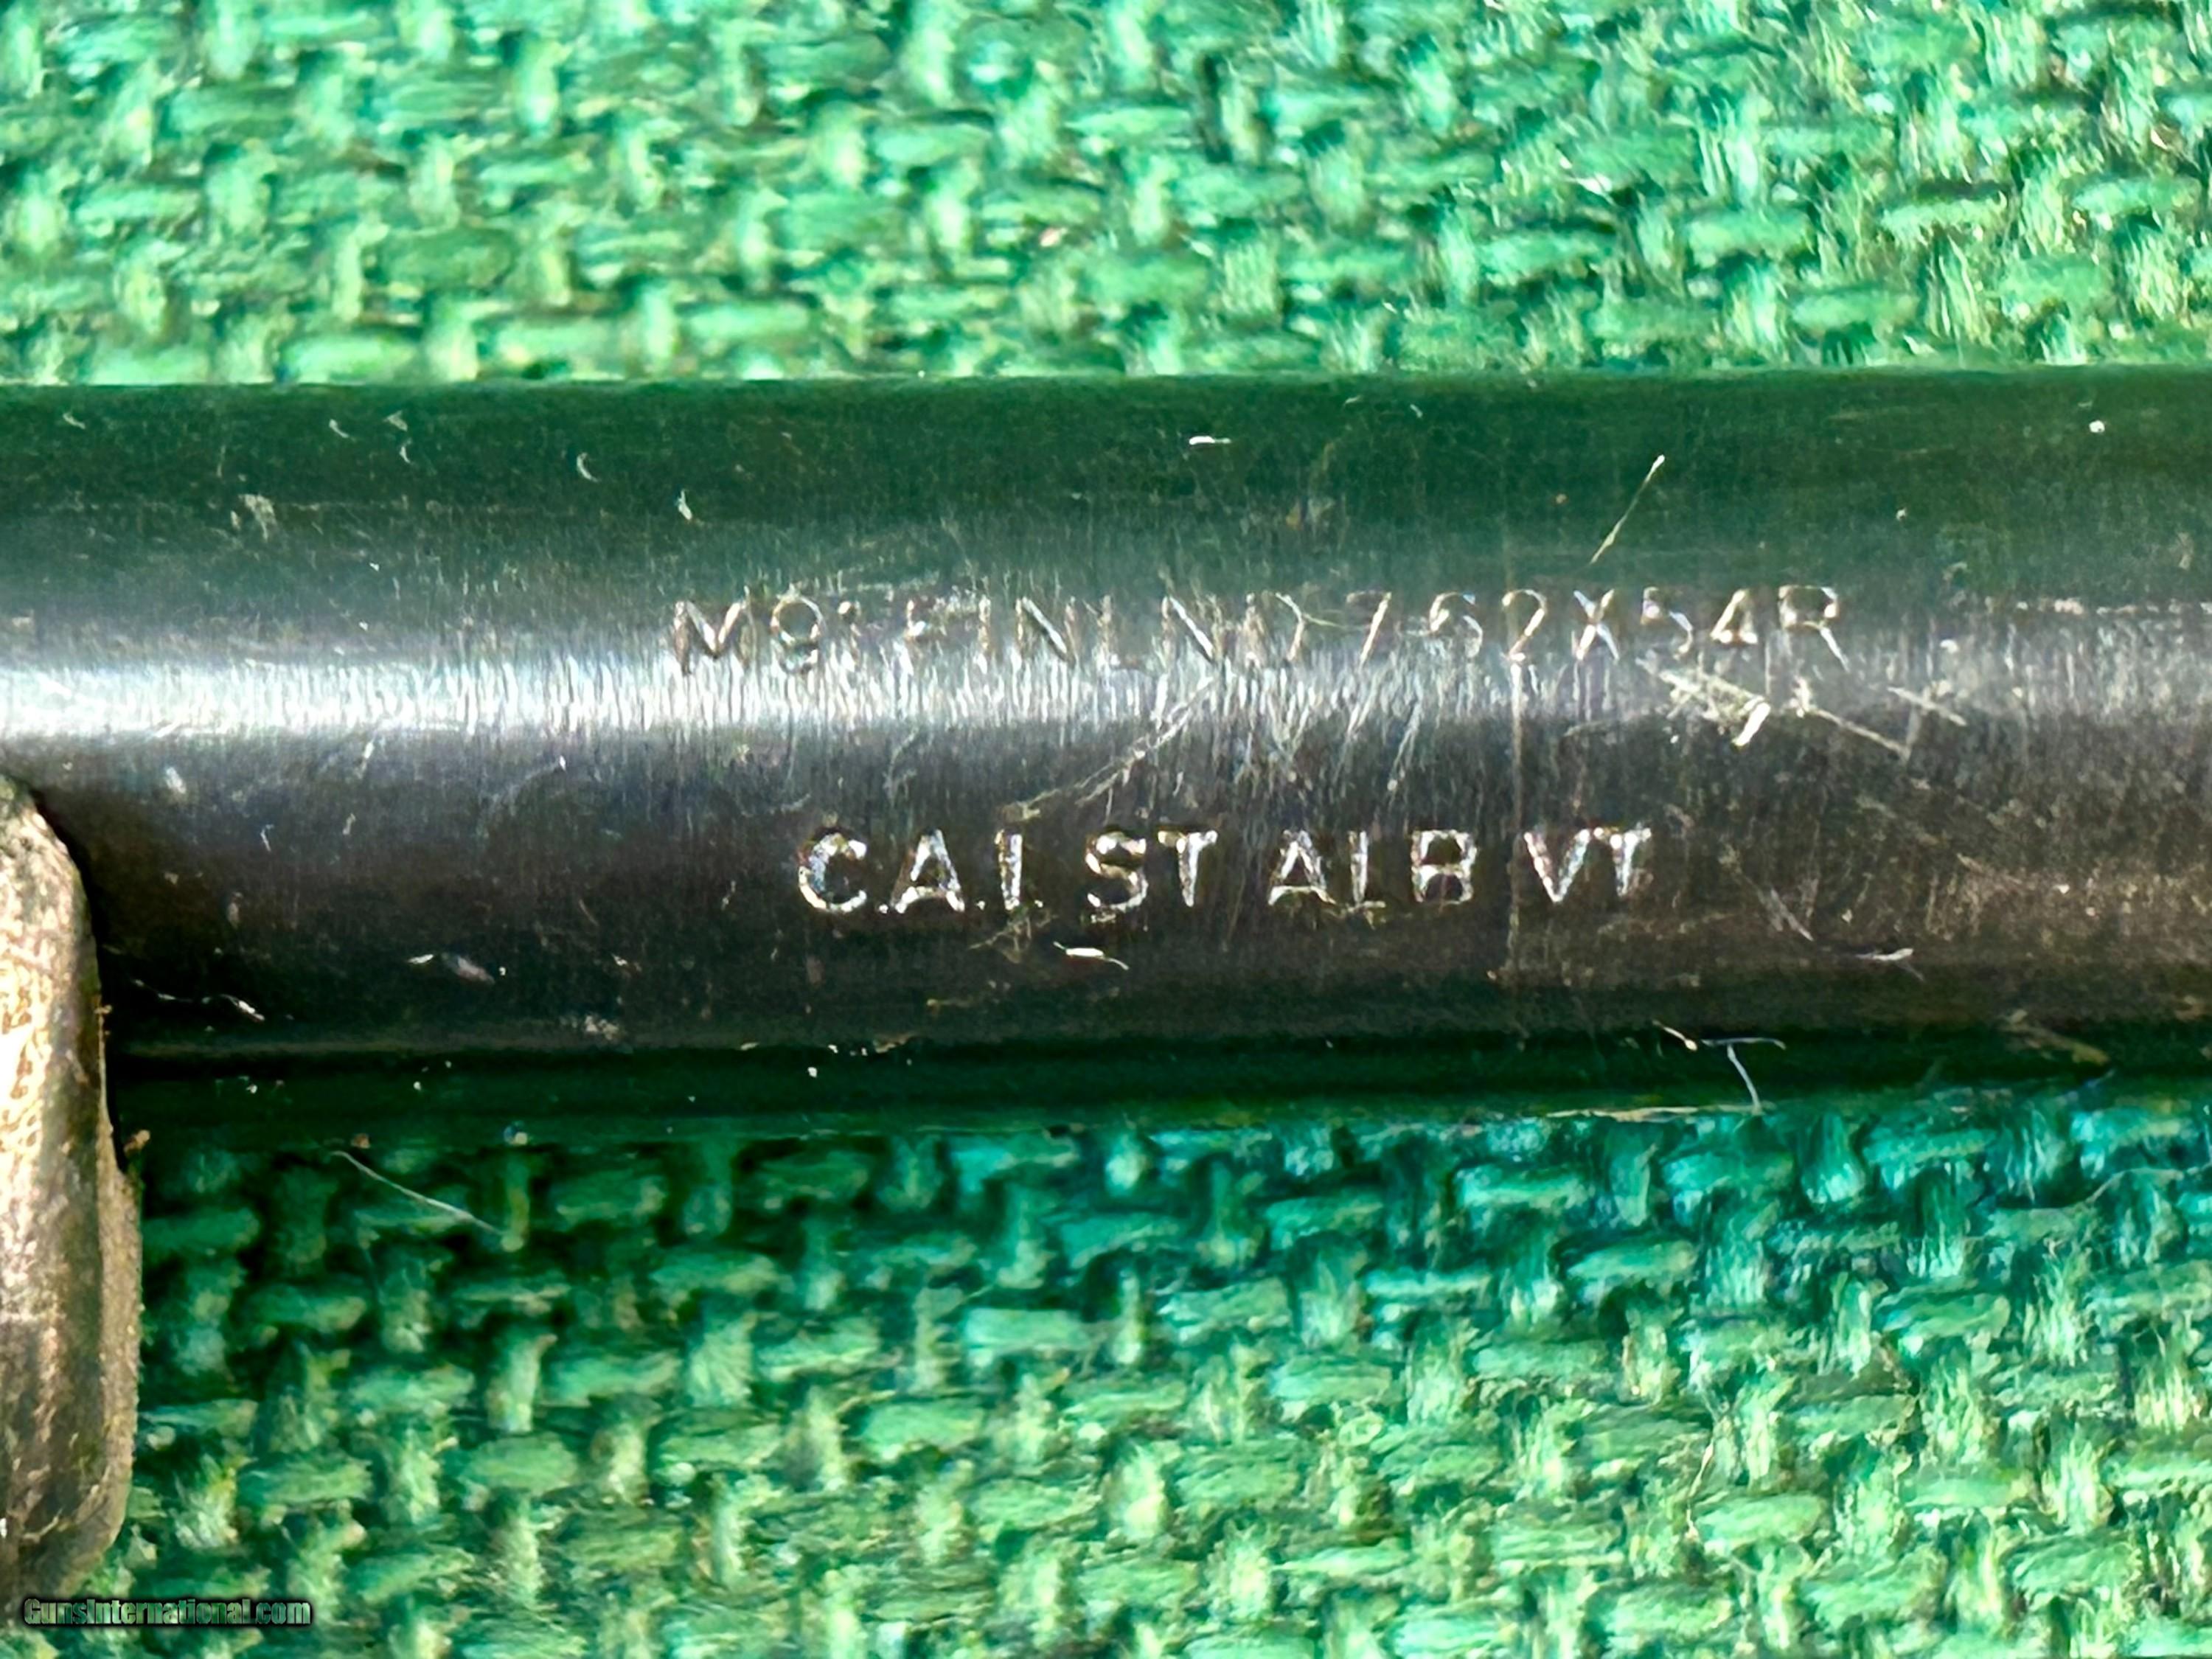 M91 FINLND 7.62X54R
C.A.I. ST ALB VT
GunsInternational.com